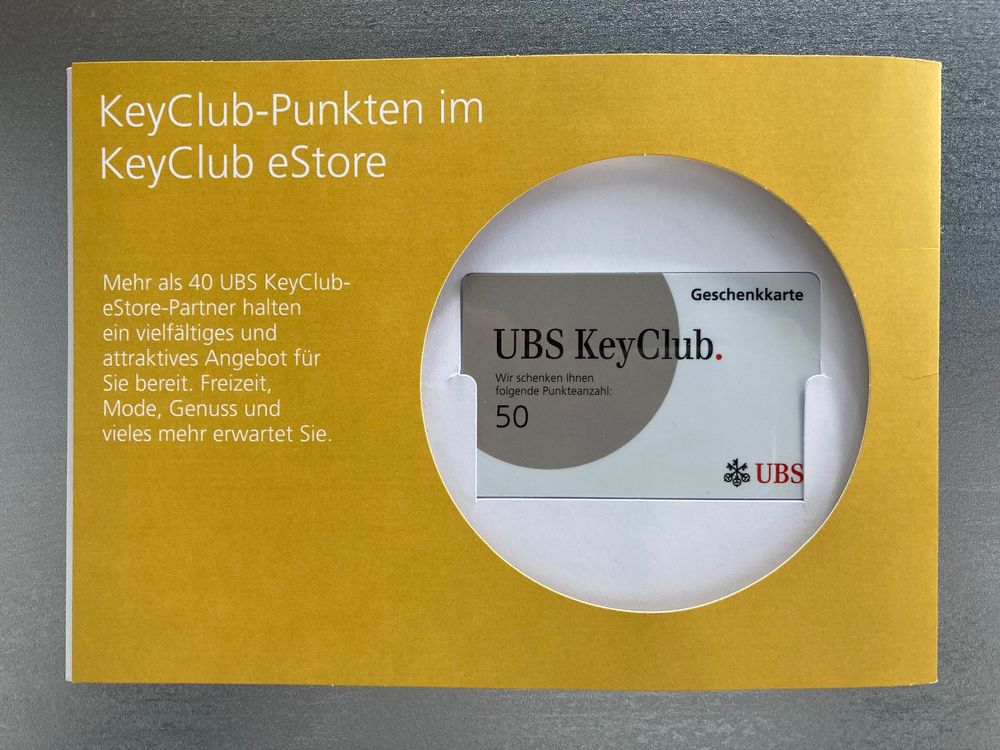 KeyClub-Punkten im
KeyClub eStore
Mehr als 40 UBS KeyClub-
eStore-Partner halten
ein vielfältiges und
attraktives Angebot für
Sie bereit. Freizeit,
Mode, Genuss und
vieles mehr erwartet Sie.
Geschenkkarte
UBS KeyClub.
Wir schenken Ihnen
folgende Punkteanzahl:
50
UBS